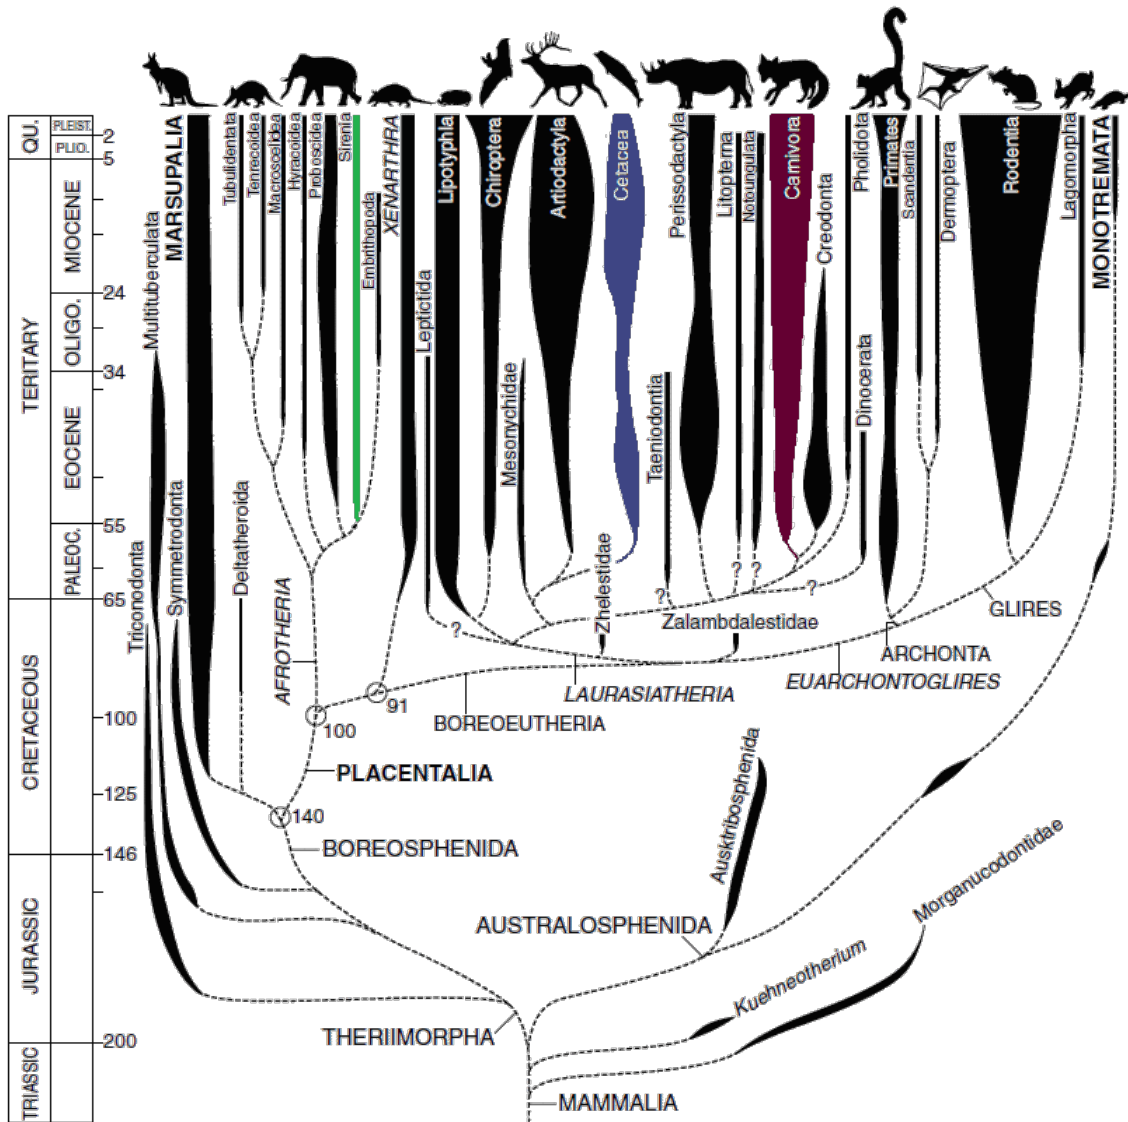 QU.
PLEIST.
PLIO.
2
5
TERITARY
MIOCENE
24
OLIGO.
34
EOCENE
55
PALEOC.
65
CRETACEOUS
100
125
146
JURASSIC
200
TRIASSIC
Triconodonta
Multituberculata
Symmetrodonta
MARSUPALIA
Deltatheroida
Tubulidentata
Tenrecoidea
Macroscelidea
Hyracoidea
Proboscidea
Sirenia
Embrithopoda
XENARTHRA
Leptictida
Lipotyphla
Chiroptera
Mesonychidae
Artiodactyla
Cetacea
Zhelestidae
Taeniodontia
Perissodactyla
Litopterna
Notoungulata
Carnivora
Creodonta
Pholidota
Dinocerata
Primates
Scandentia
Dermoptera
Rodentia
Lagomorpha
MONOTREMATA
?
?
?
?
?
Zalambdalestidae
GLIRES
ARCHONTA
EUARCHONTOGLIRES
LAURASIATHERIA
BOREOEUTHERIA
AFROTHERIA
91
100
PLACENTALIA
140
BOREOSPHENIDA
Ausktribosphenida
AUSTRALOSPHENIDA
Morganucodontidae
Kuehneotherium
THERIIMORPHA
MAMMALIA